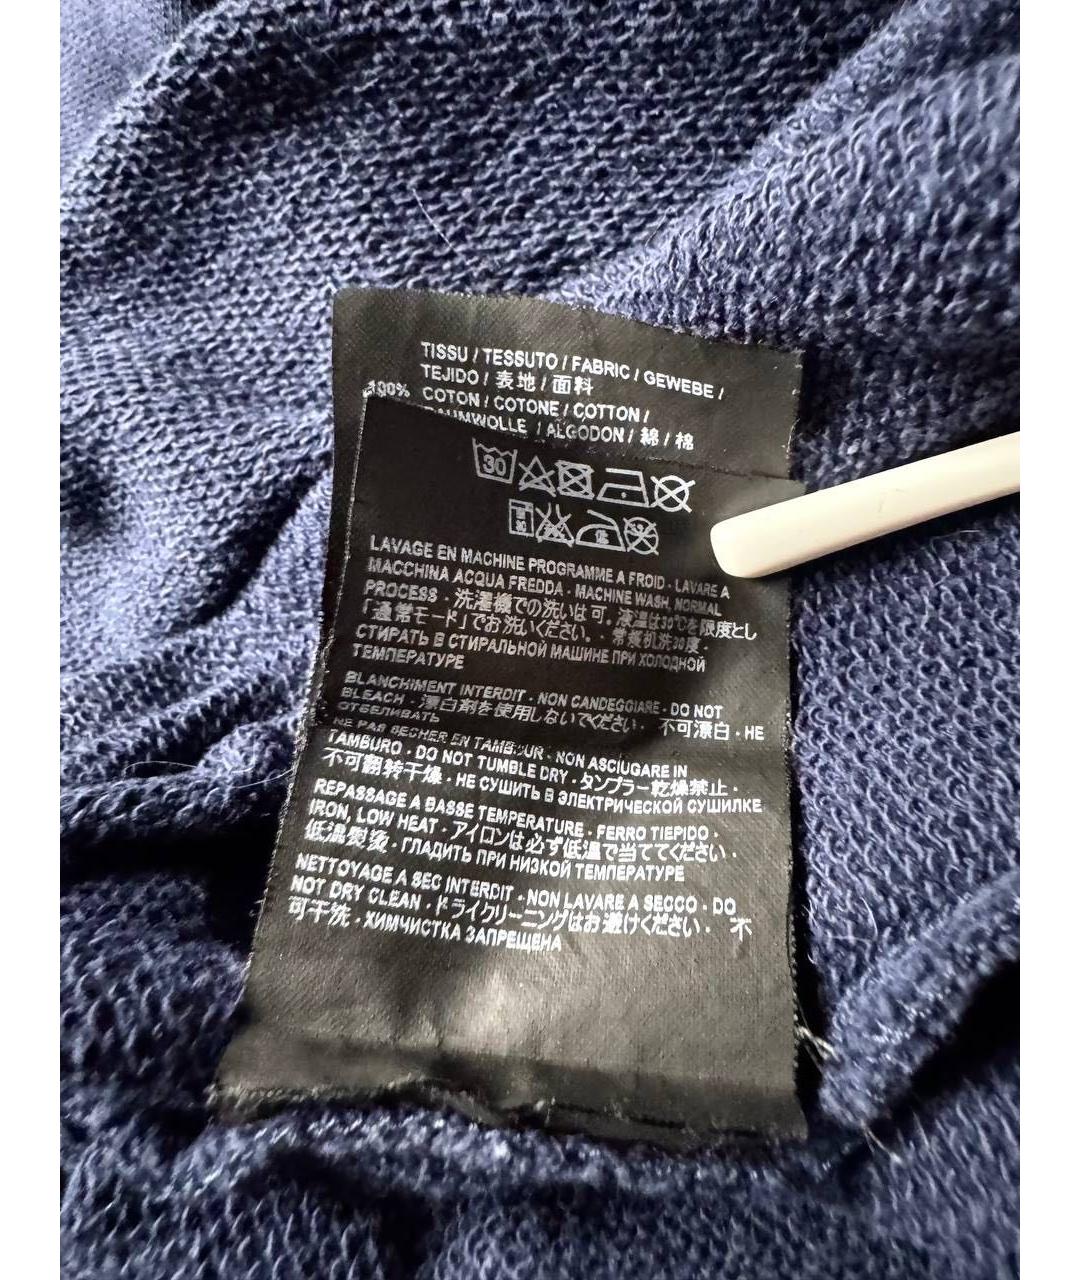 TISSU / TESSUTO / FABRIC / GEWEBE /
TEJIDO / 表地 / 面料
100% COTON / COTONE / COTTON /
BAUMWOLLE / ALGODON / 綿 / 棉
30
LAVAGE EN MACHINE PROGRAMME A FROID · LAVARE A
MACCHINA ACQUA FREDDA · MACHINE WASH, NORMAL
PROCESS · 洗濯機での洗いは可。液温は30℃を限度とし
「通常モード」でお洗いください。· 常规机洗30度 ·
СТИРАТЬ В СТИРАЛЬНОЙ МАШИНЕ ПРИ ХОЛОДНОЙ
ТЕМПЕРАТУРЕ
BLANCHIMENT INTERDIT · NON CANDEGGIARE · DO NOT
BLEACH · 漂白剤を使用しないでください · 不可漂白 · НЕ
ОТБЕЛИВАТЬ
NE PAS SECHER EN TAMBOUR · NON ASCIUGARE IN
TAMBURO · DO NOT TUMBLE DRY · タンブラー乾燥禁止 ·
不可翻转干燥 · НЕ СУШИТЬ В ЭЛЕКТРИЧЕСКОЙ СУШИЛКЕ
REPASSAGE A BASSE TEMPERATURE · FERRO TIEPIDO ·
IRON, LOW HEAT · アイロンは必ず低温で当ててください ·
低温熨烫 · ГЛАДИТЬ ПРИ НИЗКОЙ ТЕМПЕРАТУРЕ
NETTOYAGE A SEC INTERDIT · NON LAVARE A SECCO · DO
NOT DRY CLEAN · ドライクリーニングはお避けください · 不
可干洗 · ХИМЧИСТКА ЗАПРЕЩЕНА